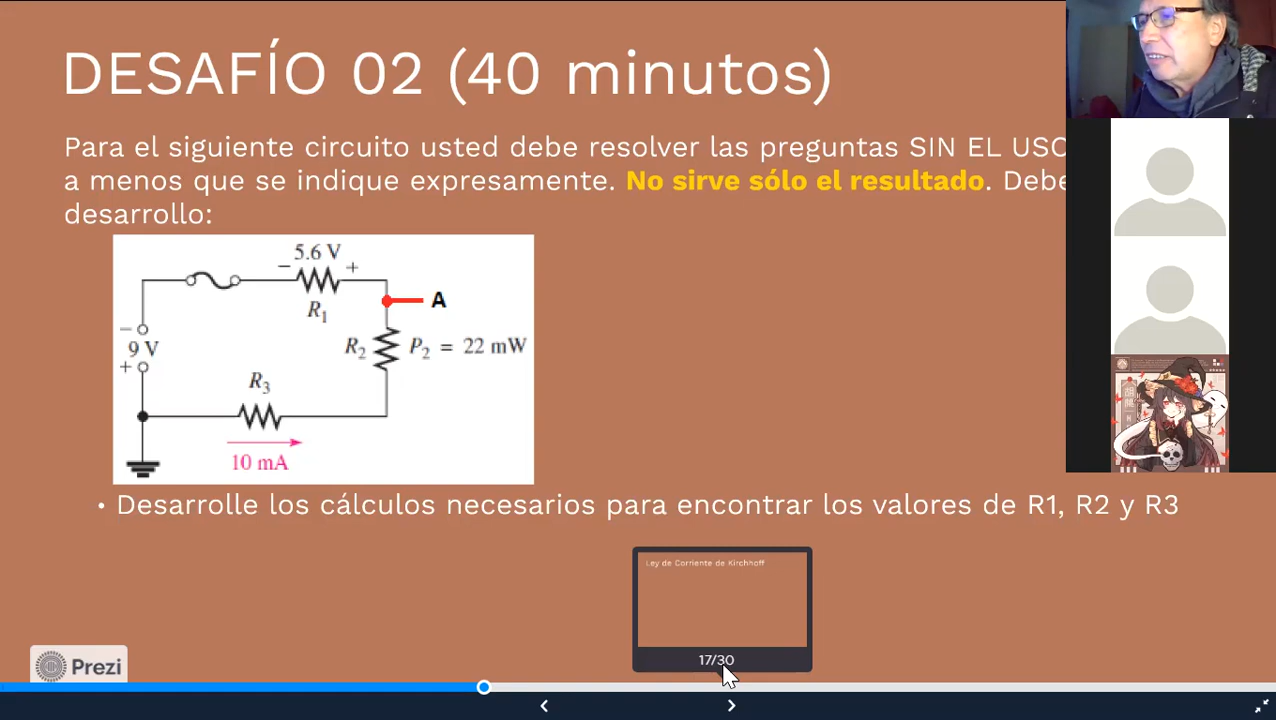 DESAFÍO 02 (40 minutos)
Para el siguiente circuito usted debe resolver las preguntas SIN EL USO
a menos que se indique expresamente. No sirve sólo el resultado. Debe
desarrollo:
5.6 V
− +
A
R1
− 
9 V
+
R2 P2 = 22 mW
R3
10 mA
• Desarrolle los cálculos necesarios para encontrar los valores de R1, R2 y R3
Ley de Corriente de Kirchhoff
17/30
Prezi